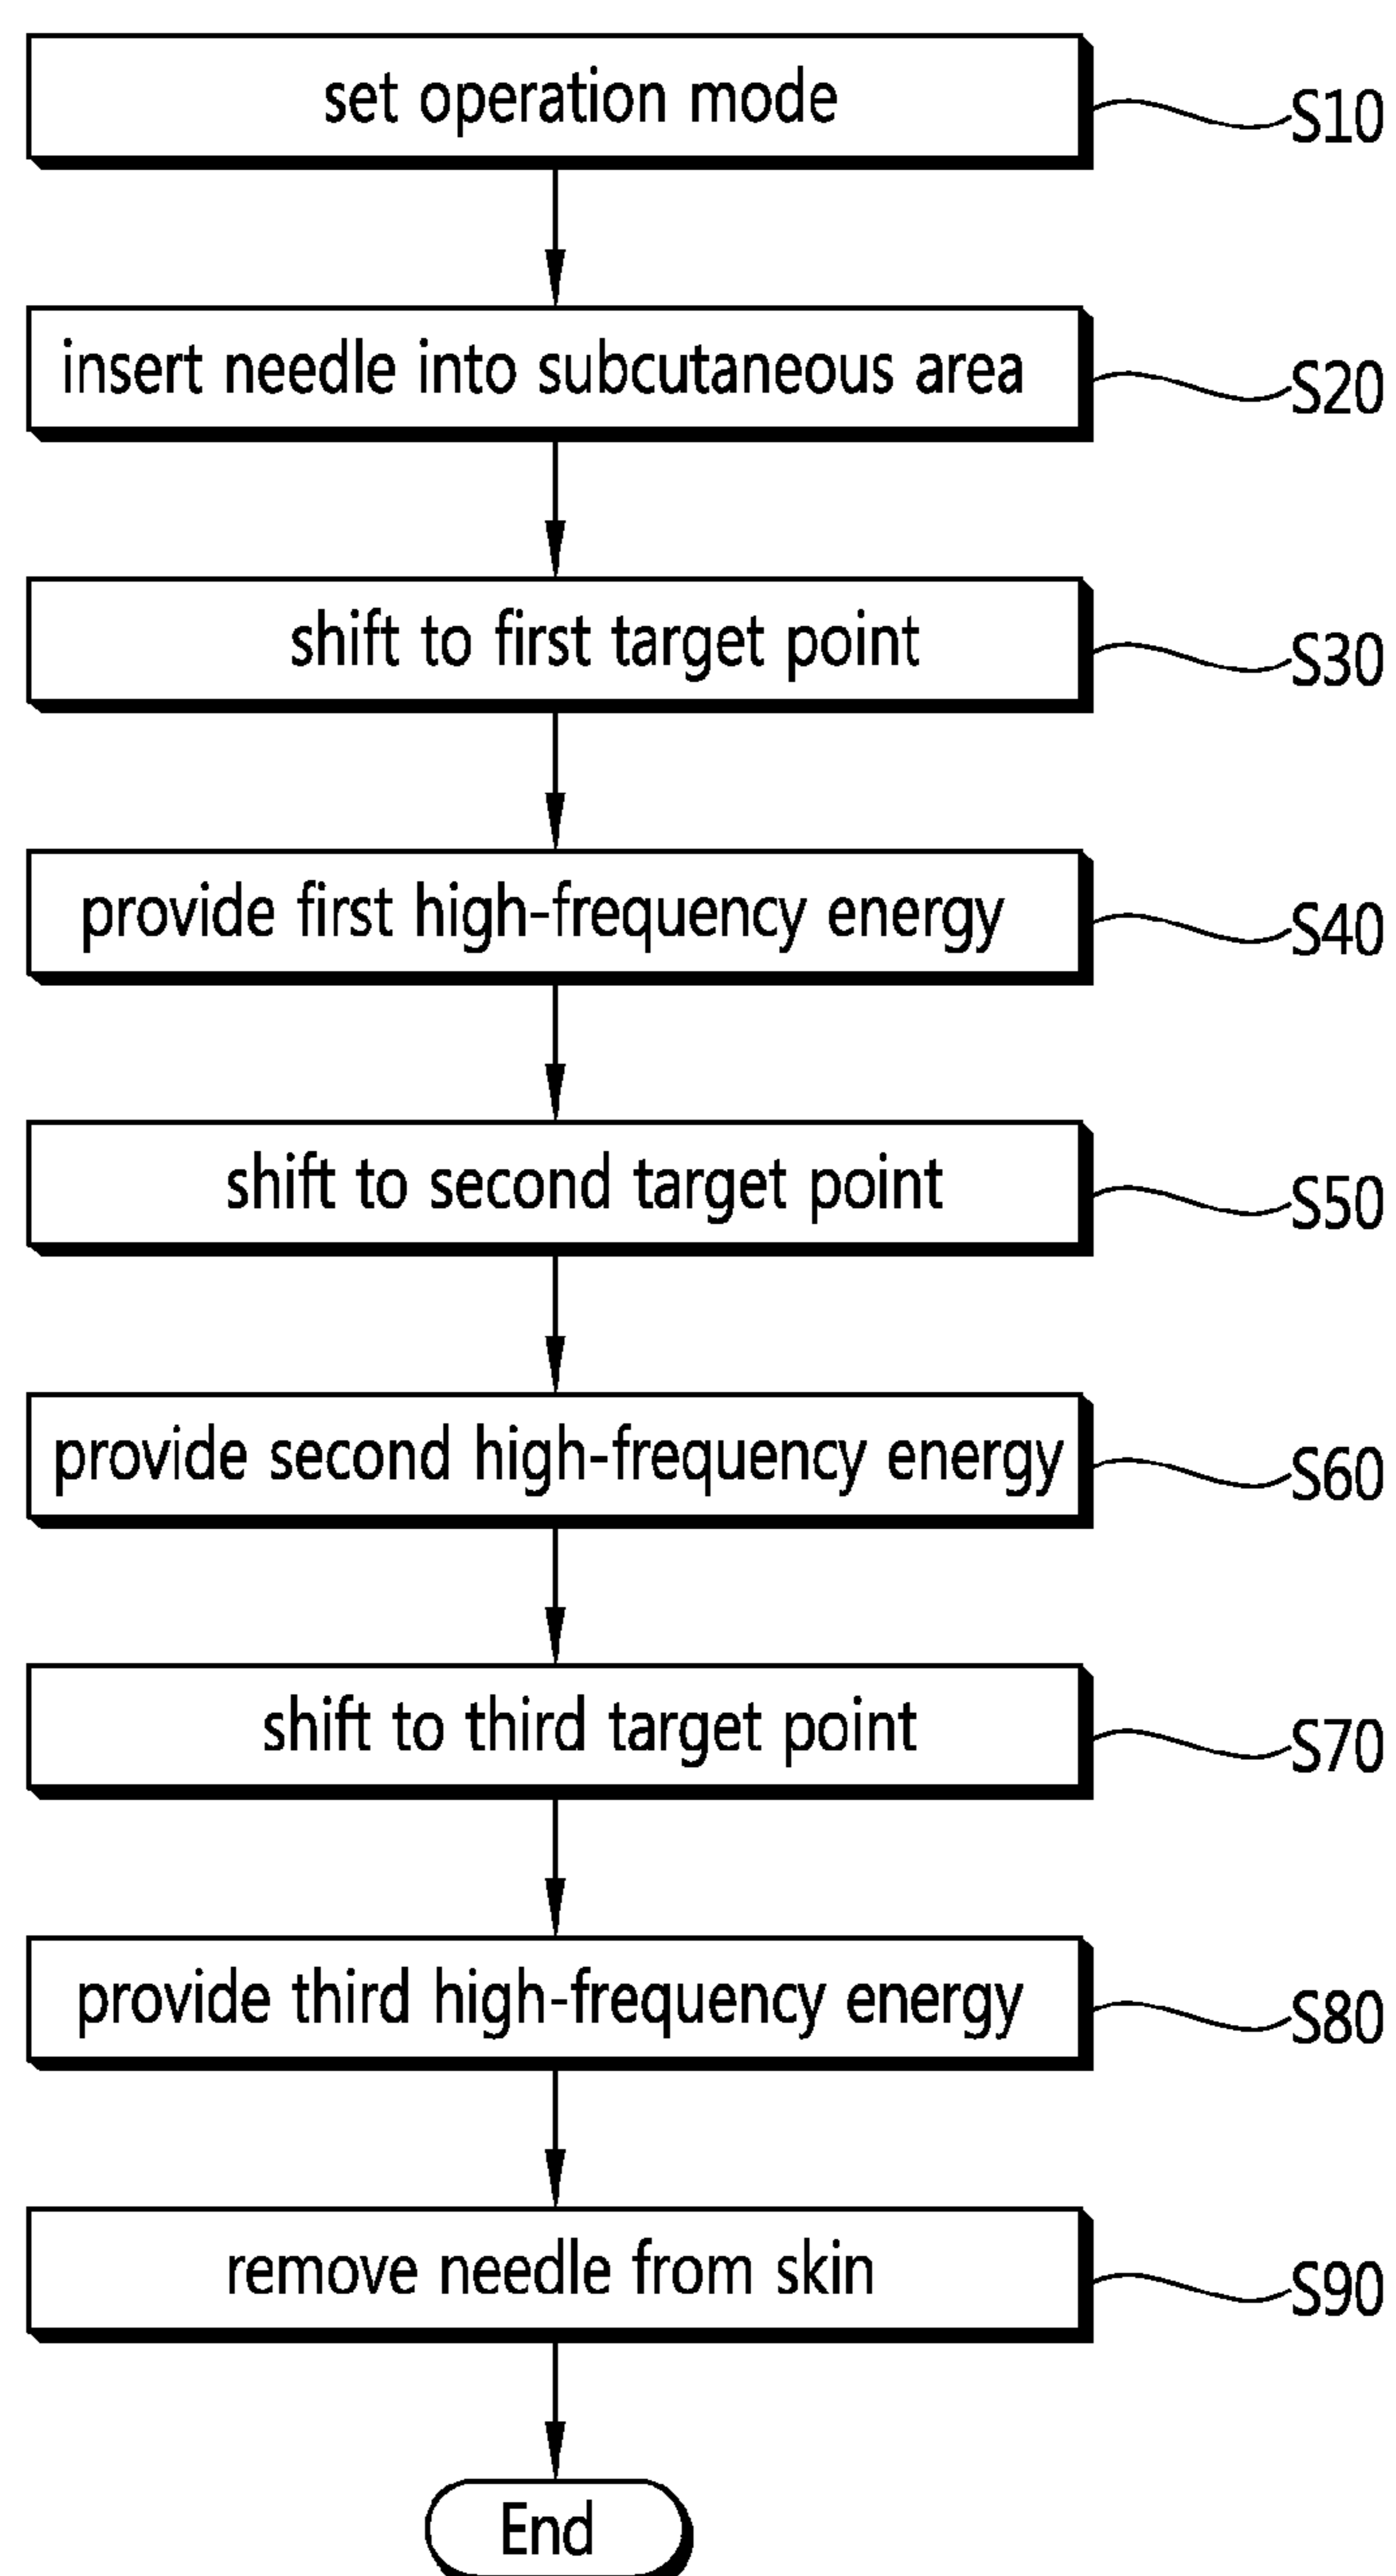 set operation mode S10
insert needle into subcutaneous area S20
shift to first target point S30
provide first high-frequency energy S40
shift to second target point S50
provide second high-frequency energy S60
shift to third target point S70
provide third high-frequency energy S80
remove needle from skin S90
End